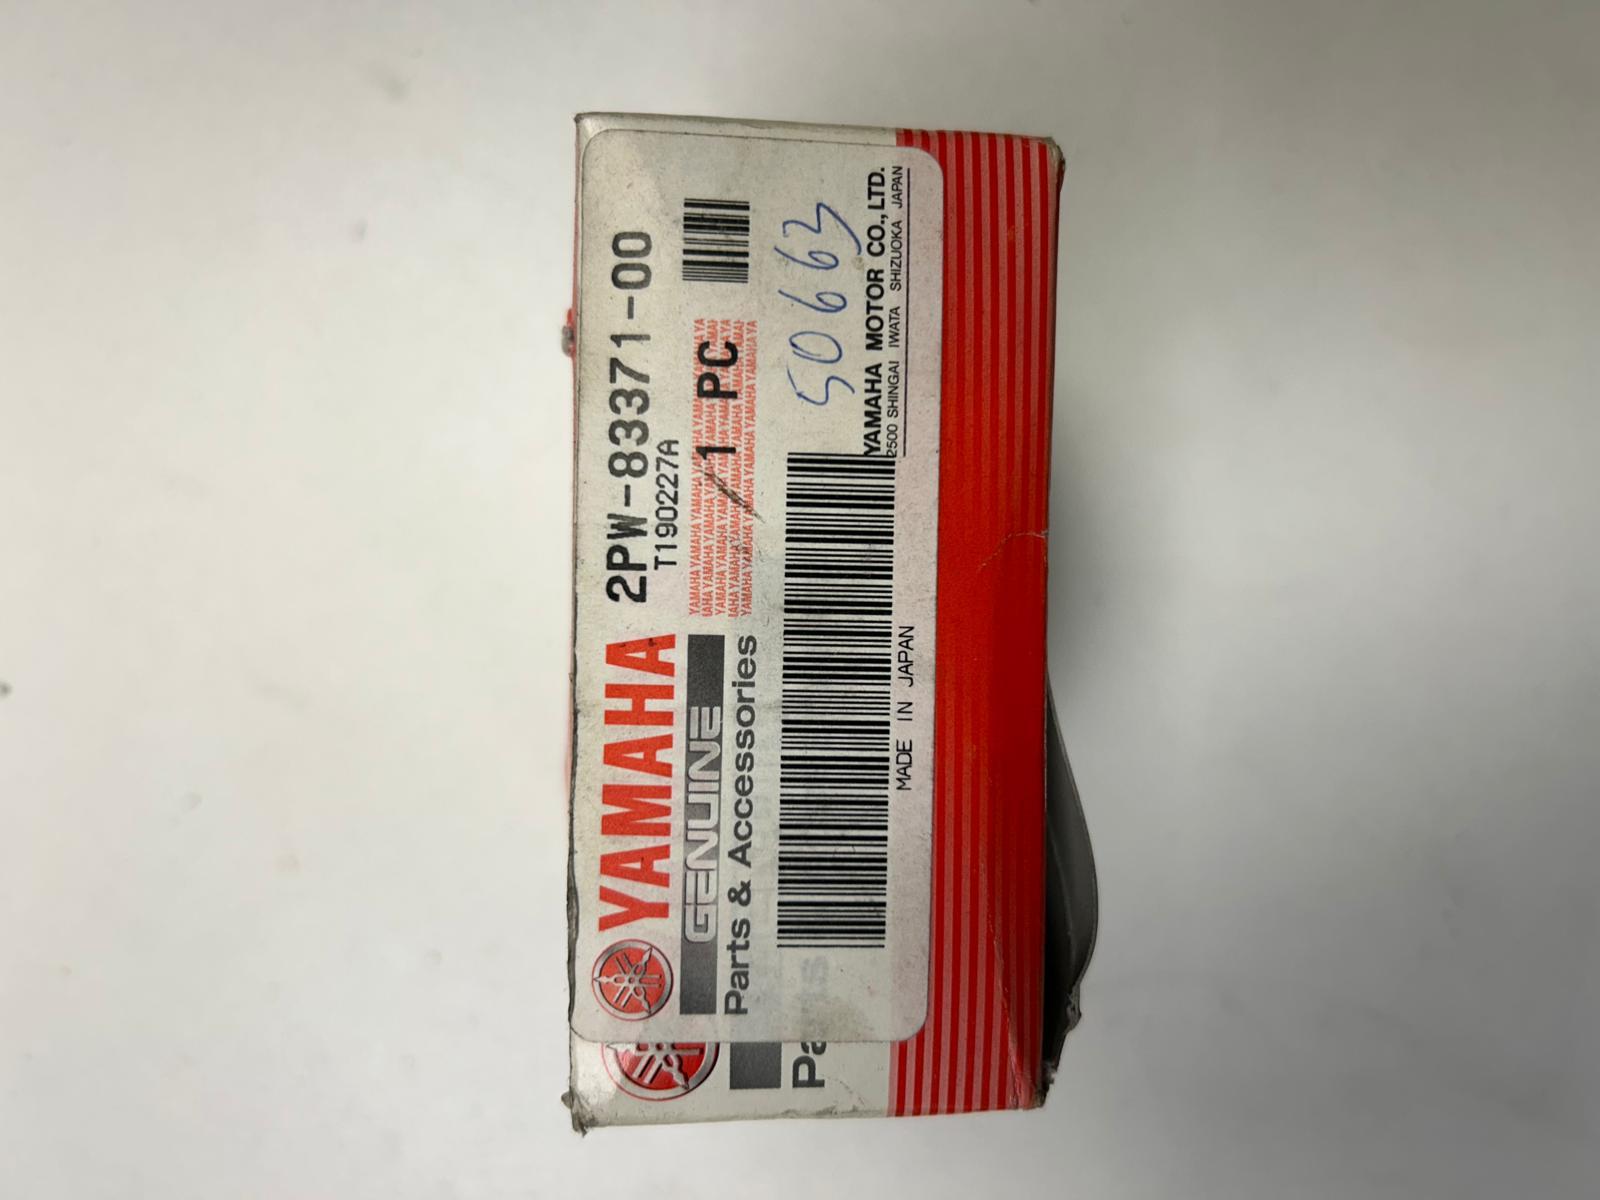 YAMAHA 2PW-83371-00
T190227A
GENUINE
Parts & Accessories
1 PC
50663
YAMAHA MOTOR CO.,LTD.
2500 SHINGAI IWATA SHIZUOKA JAPAN
MADE IN JAPAN